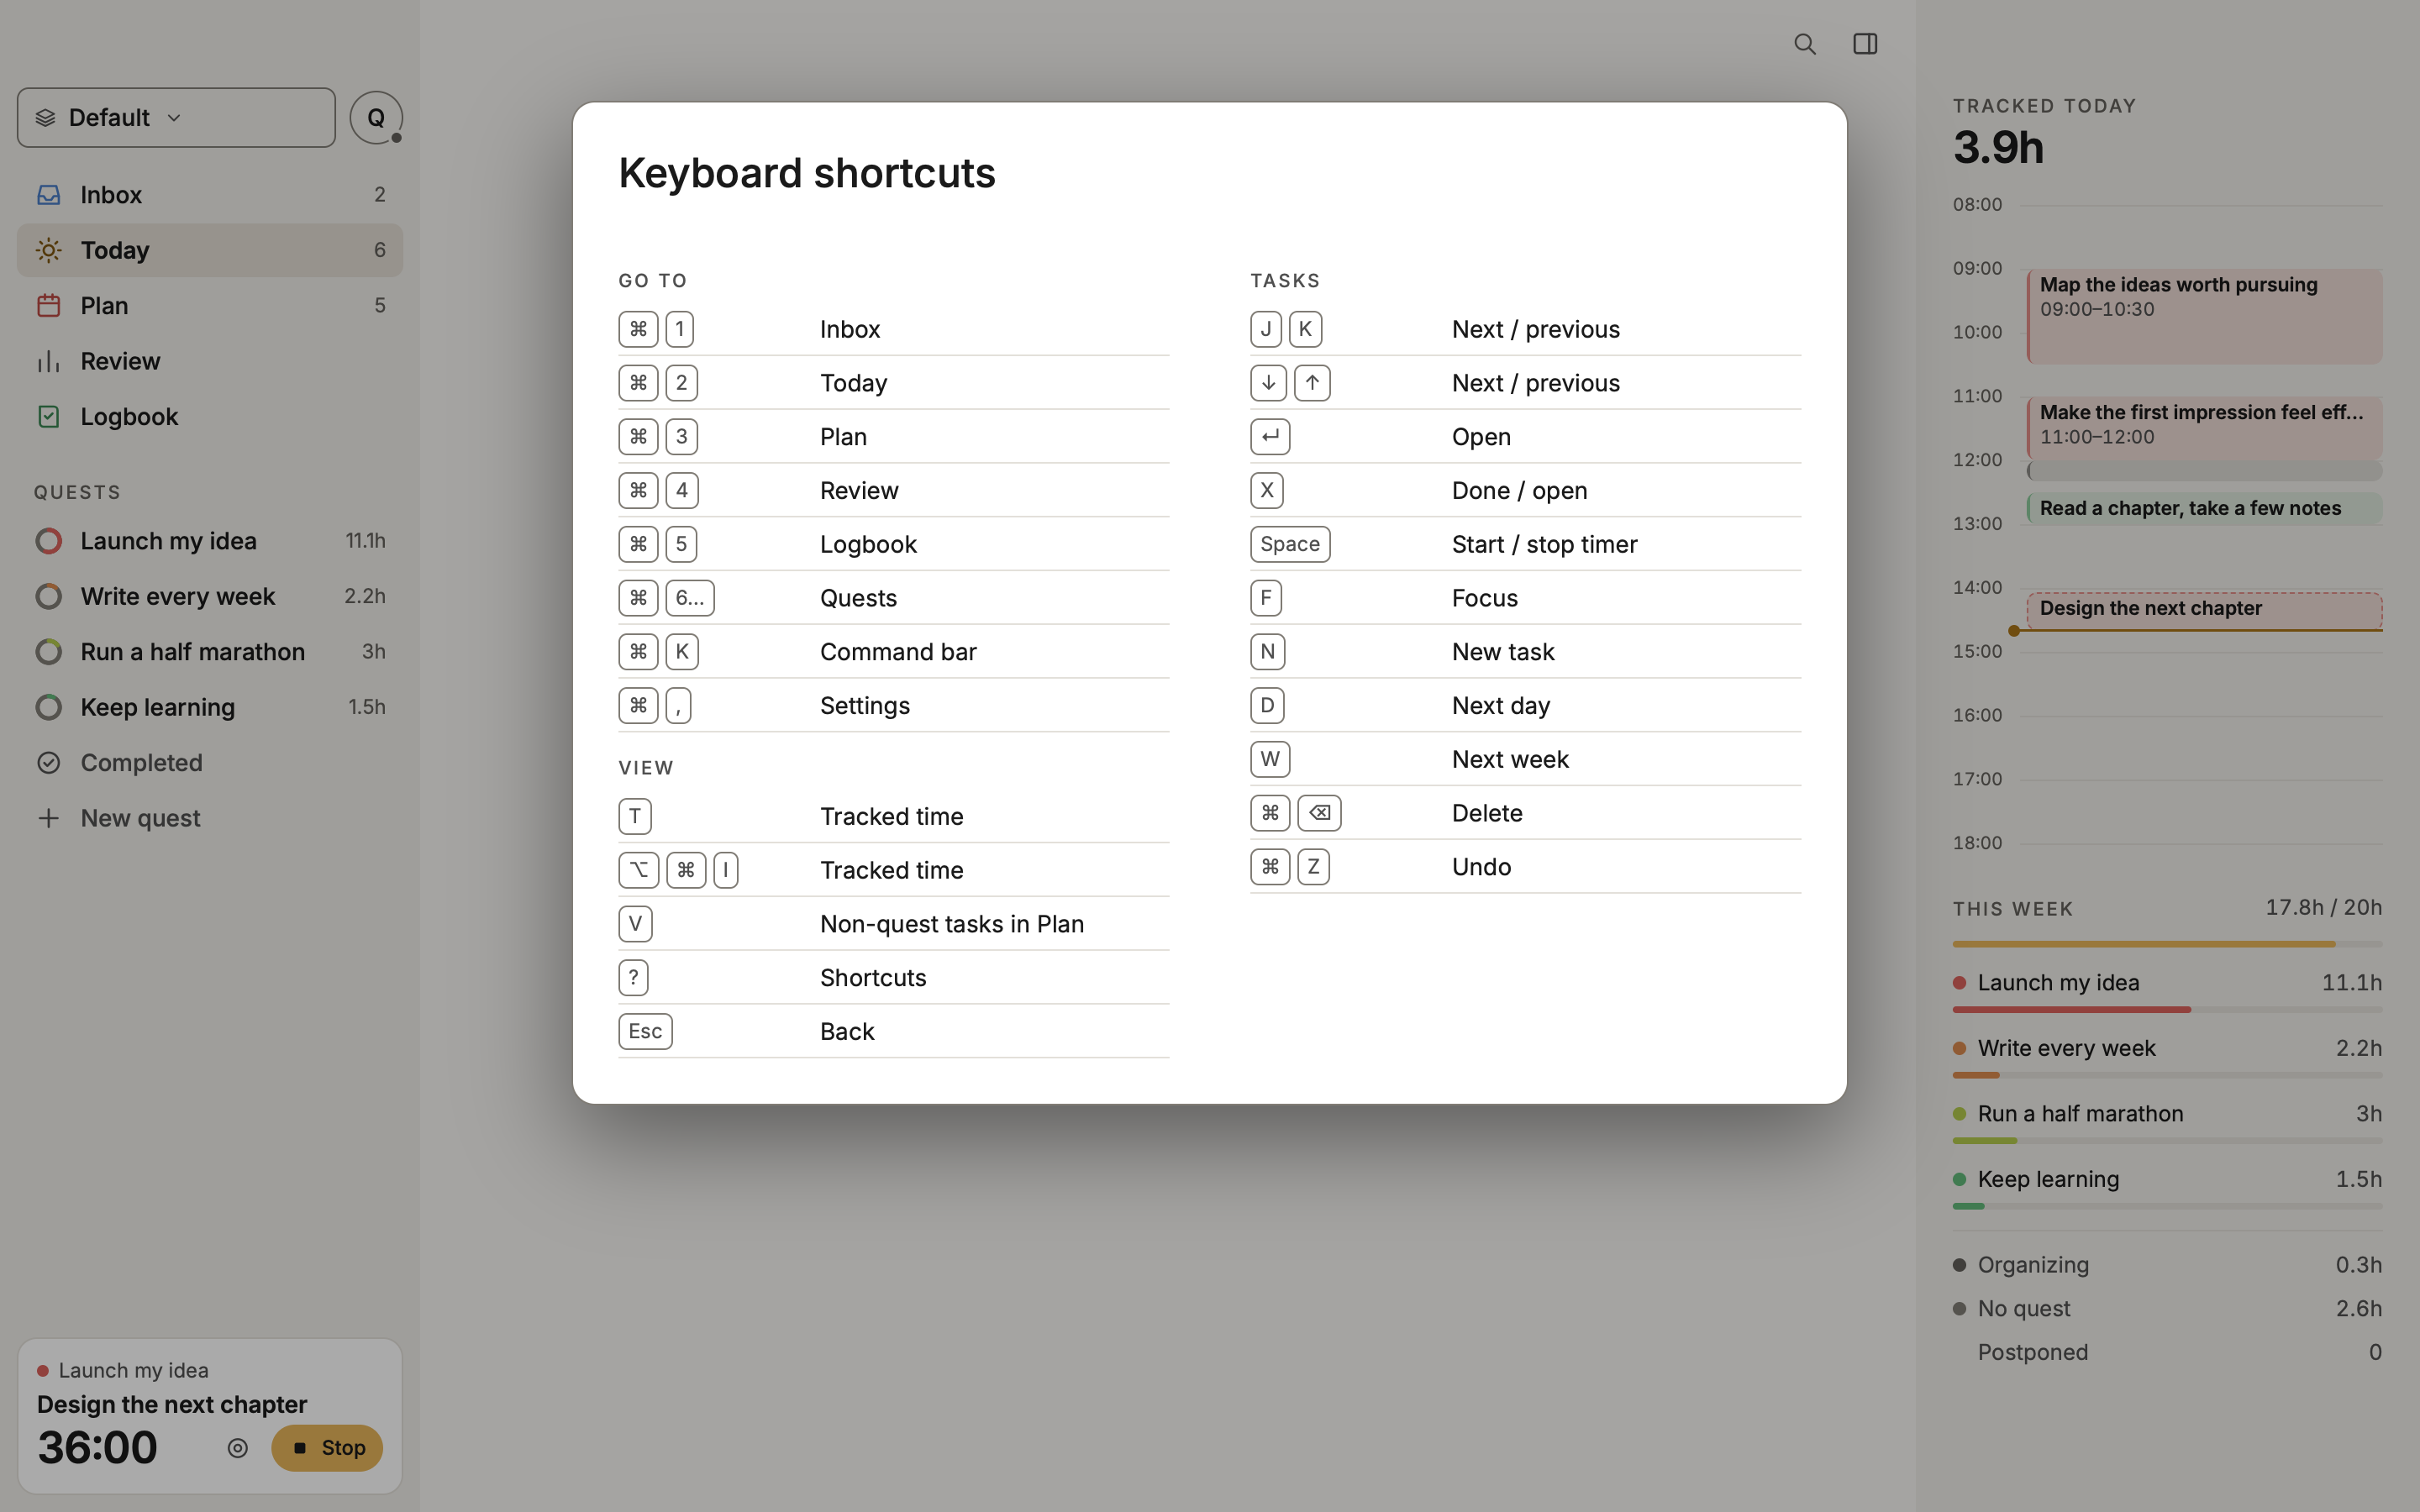 Default
Q
Inbox 2
Today 6
Plan 5
Review
Logbook
QUESTS
Launch my idea 11.1h
Write every week 2.2h
Run a half marathon 3h
Keep learning 1.5h
Completed
New quest
Launch my idea
Design the next chapter
36:00 Stop
Keyboard shortcuts
GO TO
⌘ 1 Inbox
⌘ 2 Today
⌘ 3 Plan
⌘ 4 Review
⌘ 5 Logbook
⌘ 6… Quests
⌘ K Command bar
⌘ , Settings
VIEW
T Tracked time
⌥ ⌘ I Tracked time
V Non-quest tasks in Plan
? Shortcuts
Esc Back
TASKS
J K Next / previous
↓ ↑ Next / previous
↵ Open
X Done / open
Space Start / stop timer
F Focus
N New task
D Next day
W Next week
⌘ ⌫ Delete
⌘ Z Undo
TRACKED TODAY
3.9h
08:00
09:00
Map the ideas worth pursuing
09:00–10:30
10:00
11:00
Make the first impression feel eff…
11:00–12:00
12:00
Read a chapter, take a few notes
13:00
14:00
Design the next chapter
15:00
16:00
17:00
18:00
THIS WEEK 17.8h / 20h
Launch my idea 11.1h
Write every week 2.2h
Run a half marathon 3h
Keep learning 1.5h
Organizing 0.3h
No quest 2.6h
Postponed 0